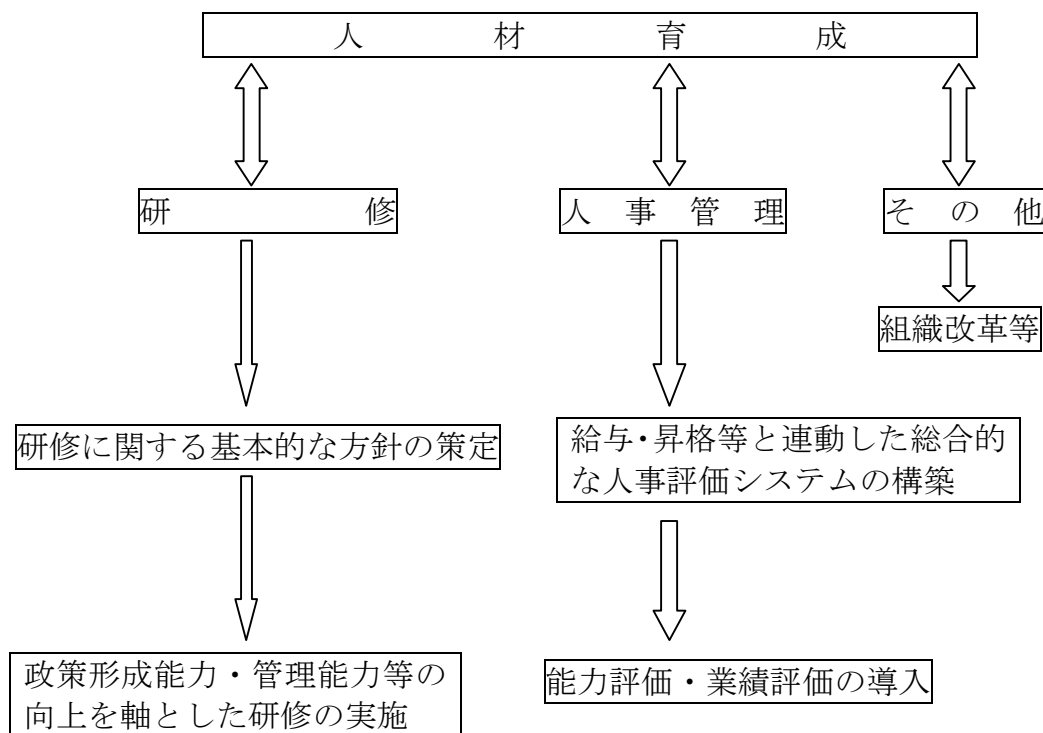 人材育成
研修
人事管理
その他
組織改革等
研修に関する基本的な方針の策定
給与・昇格等と連動した総合的
な人事評価システムの構築
政策形成能力・管理能力等の
向上を軸とした研修の実施
能力評価・業績評価の導入